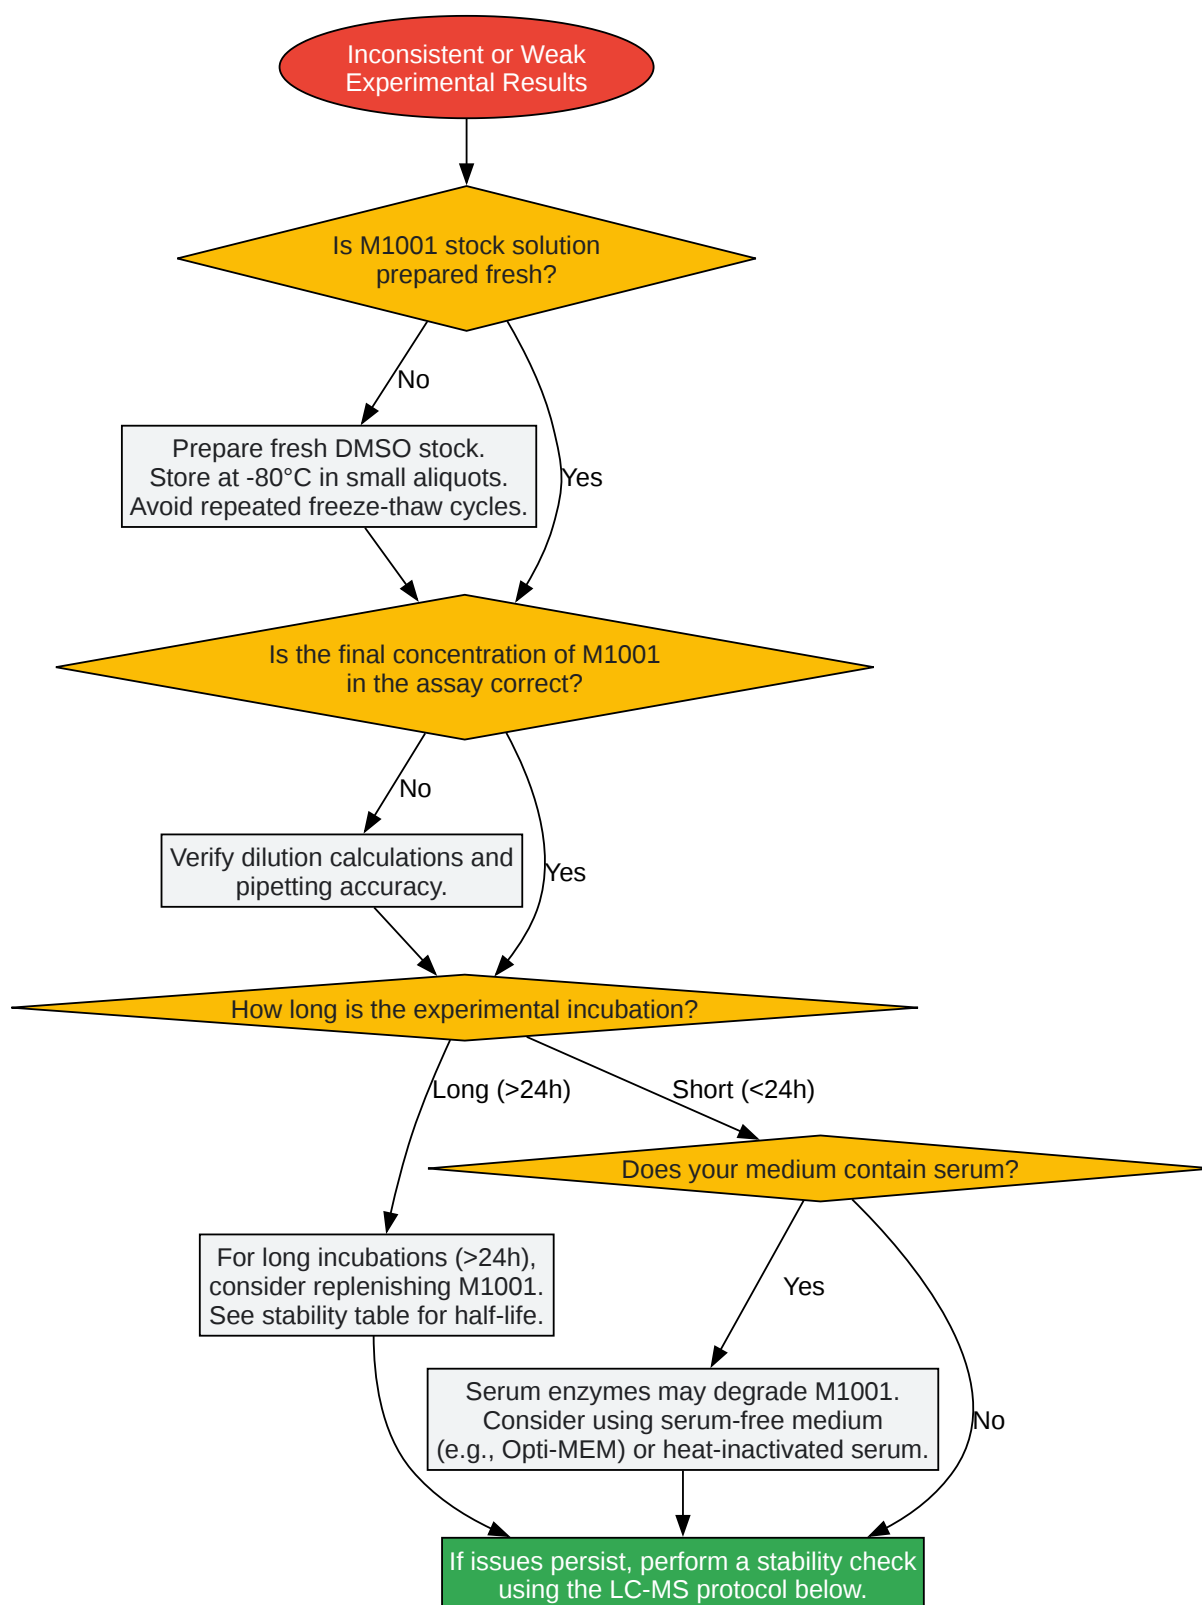 Inconsistent or Weak
Experimental Results
Is M1001 stock solution
prepared fresh?
No
Prepare fresh DMSO stock.
Store at -80°C in small aliquots.
Avoid repeated freeze-thaw cycles.
Yes
Is the final concentration of M1001
in the assay correct?
No
Verify dilution calculations and
pipetting accuracy.
Yes
How long is the experimental incubation?
Long (>24h)
Short (<24h)
Does your medium contain serum?
For long incubations (>24h),
consider replenishing M1001.
See stability table for half-life.
Yes
Serum enzymes may degrade M1001.
Consider using serum-free medium
(e.g., Opti-MEM) or heat-inactivated serum.
No
If issues persist, perform a stability check
using the LC-MS protocol below.